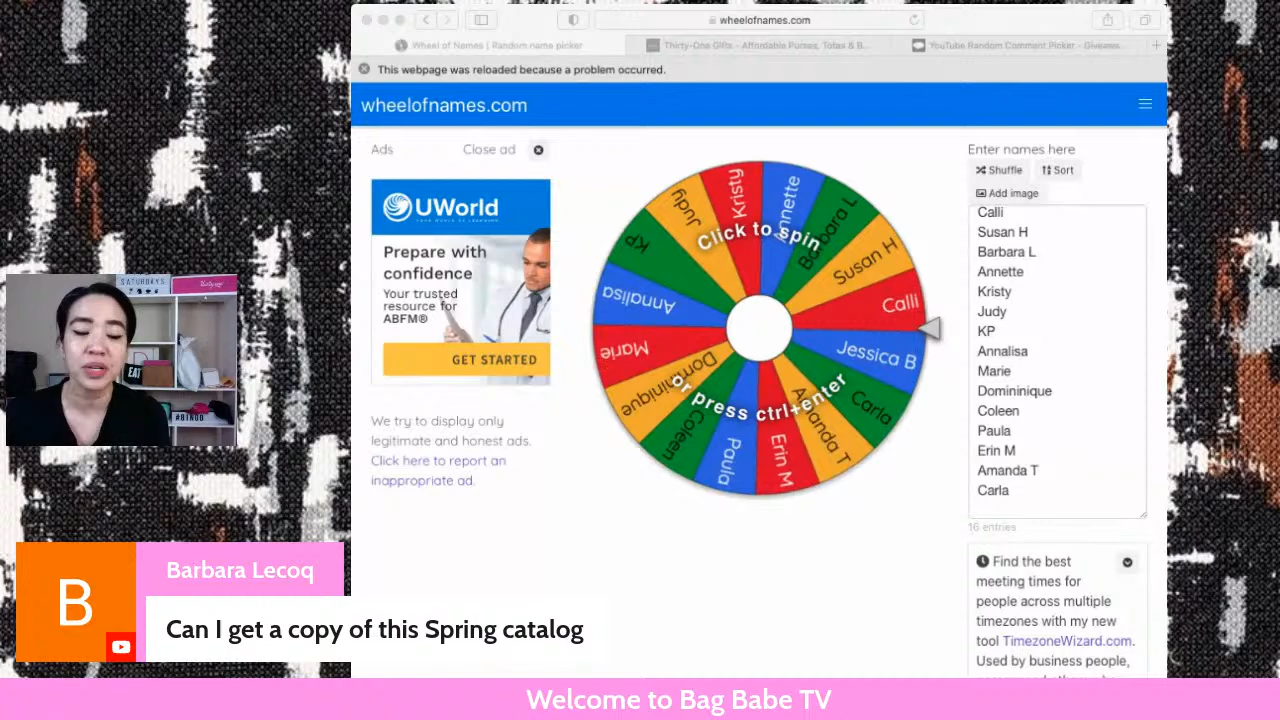 wheelofnames.com
Wheel of Names | Random name picker
Thirty-One Gifts - Affordable Purses, Totes & B...
YouTube Random Comment Picker - Giveawa...
This webpage was reloaded because a problem occurred.
wheelofnames.com
Ads
Close ad
UWorld
Prepare with
confidence
Your trusted
resource for
ABFM®
GET STARTED
We try to display only
legitimate and honest ads.
Click here to report an
inappropriate ad.
Click to spin
or press ctrl+enter
Calli
Susan H
Barbara L
Annette
Kristy
Judy
KP
Annalisa
Marie
Dominique
Coleen
Paula
Erin M
Amanda T
Carla
Jessica B
Enter names here
Shuffle
Sort
Add image
Calli
Susan H
Barbara L
Annette
Kristy
Judy
KP
Annalisa
Marie
Domininique
Coleen
Paula
Erin M
Amanda T
Carla
16 entries
Find the best
meeting times for
people across multiple
timezones with my new
tool TimezoneWizard.com.
Used by business people,
SATURDAYS
EAT
#BINGO
B
Barbara Lecoq
Can I get a copy of this Spring catalog
Welcome to Bag Babe TV